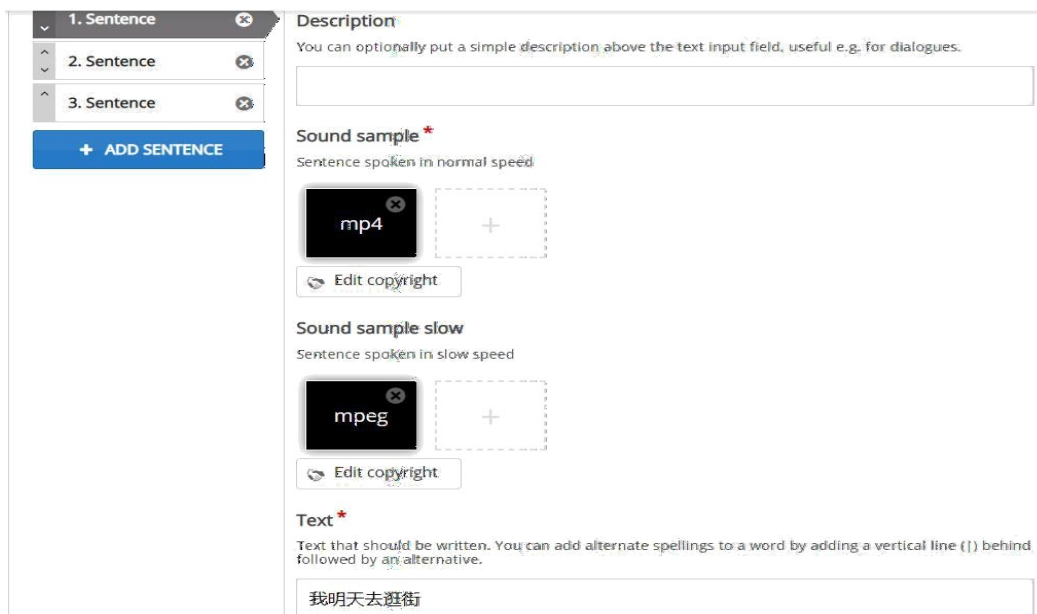 1. Sentence
2. Sentence
3. Sentence
+ ADD SENTENCE
Description
You can optionally put a simple description above the text input field, useful e.g. for dialogues.
Sound sample *
Sentence spoken in normal speed
mp4
+
Edit copyright
Sound sample slow
Sentence spoken in slow speed
mpeg
+
Edit copyright
Text *
Text that should be written. You can add alternate spellings to a word by adding a vertical line (|) behind
followed by an alternative.
我明天去逛街